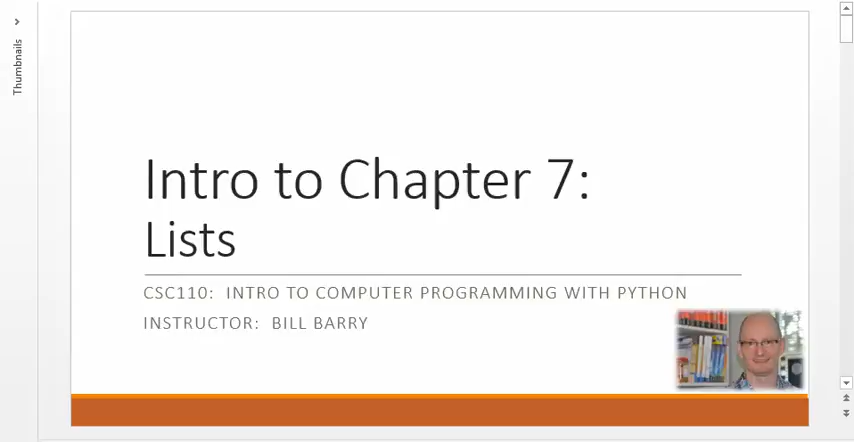 Thumbnails
Intro to Chapter 7:
Lists
CSC110: INTRO TO COMPUTER PROGRAMMING WITH PYTHON
INSTRUCTOR: BILL BARRY